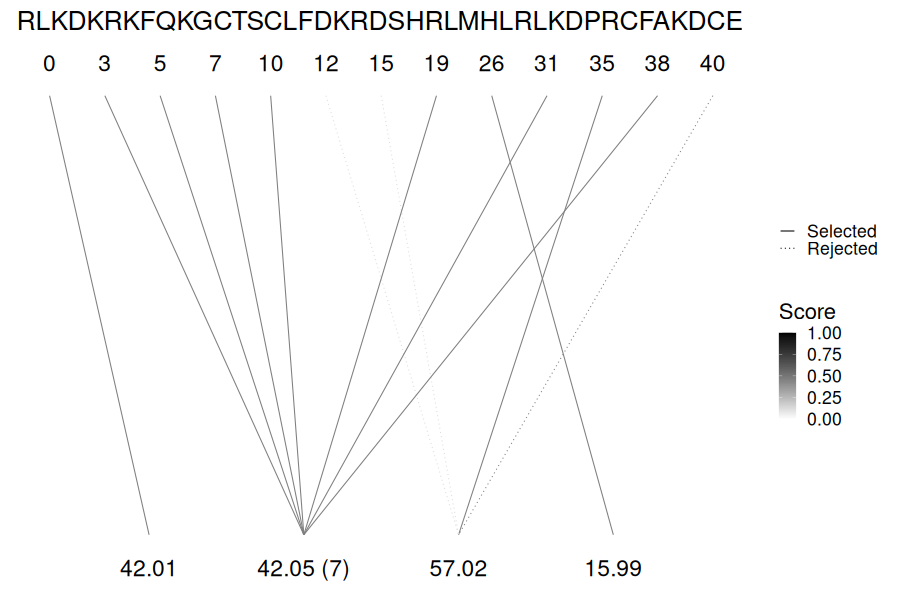 RLKDKRKFQKGCTSCLFDKRDSHRLMHLRLKDPRCFAKDCE
0 3 5 7 10 12 15 19 26 31 35 38 40
Selected
Rejected
Score
1.00
0.75
0.50
0.25
0.00
42.01 42.05 (7) 57.02 15.99